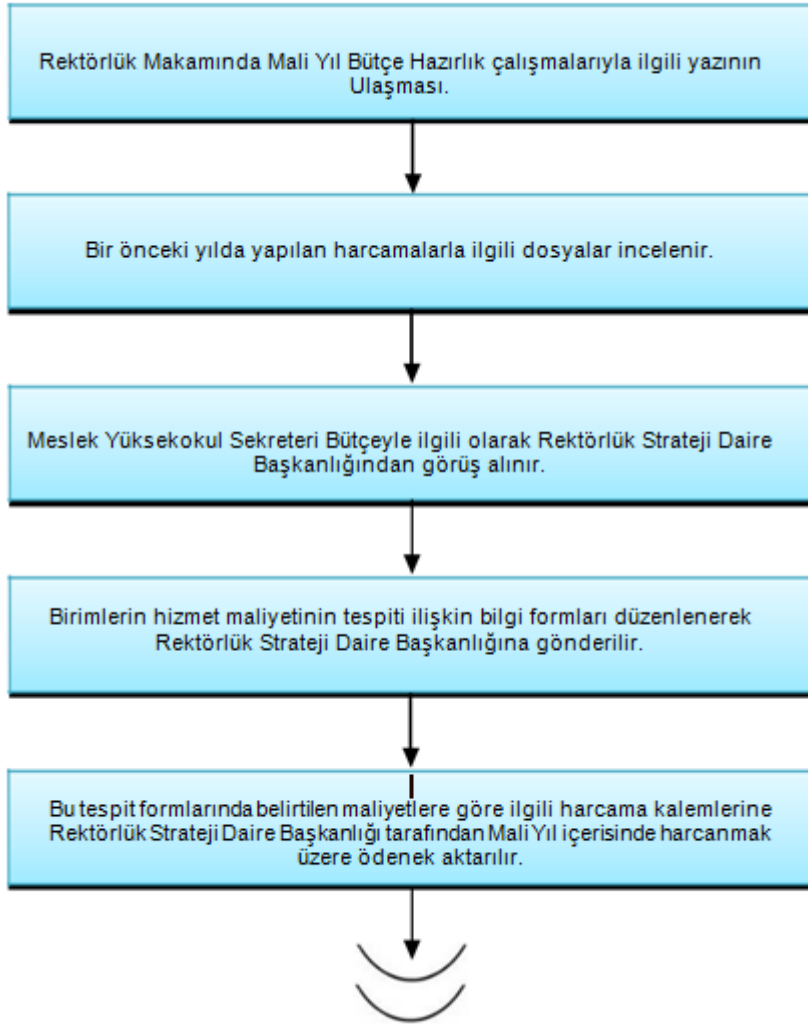 Rektörlük Makamında Mali Yıl Bütçe Hazırlık çalışmalarıyla ilgili yazının
Ulaşması.
Bir önceki yılda yapılan harcamalarla ilgili dosyalar incelenir.
Meslek Yüksekokul Sekreteri Bütçeyle ilgili olarak Rektörlük Strateji Daire
Başkanlığından görüş alınır.
Birimlerin hizmet maliyetinin tespiti ilişkin bilgi formları düzenlenerek
Rektörlük Strateji Daire Başkanlığına gönderilir.
Bu tespit formlarında belirtilen maliyetlere göre ilgili harcama kalemlerine
Rektörlük Strateji Daire Başkanlığı tarafından Mali Yıl içerisinde harcanmak
üzere ödenek aktarılır.